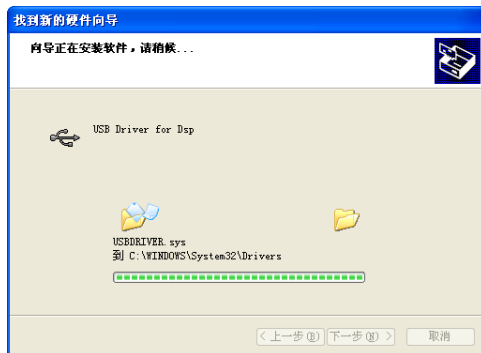 找到新的硬件向导
向导正在安装软件，请稍候...
USB Driver for Dsp
USBDRIVER.sys
到 C:\WINDOWS\System32\Drivers
< 上一步(B)
下一步(N) >
取消